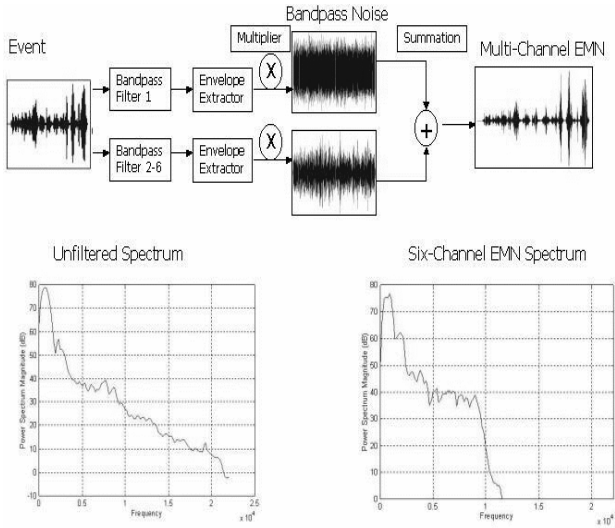 Bandpass Noise
Event
Multiplier
Summation
Multi-Channel EMN
Bandpass
Filter 1
Envelope
Extractor
X
Bandpass
Filter 2-6
Envelope
Extractor
X
+
Unfiltered Spectrum
Six-Channel EMN Spectrum
Power Spectrum Magnitude (dB)
80
70
60
50
40
30
20
10
0
-10
0
0.5
1
1.5
2
2.5
Frequency
x 10⁴
Power Spectrum Magnitude (dB)
80
70
60
50
40
30
20
10
0
0
0.5
1
1.5
2
Frequency
x 10⁴